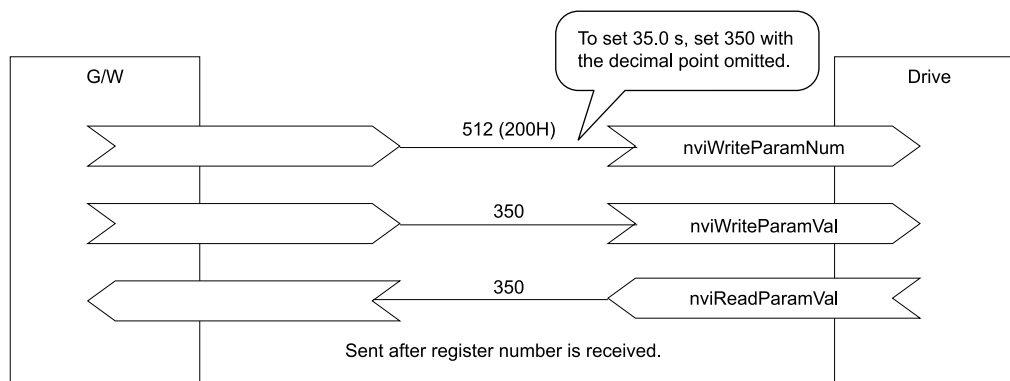 To set 35.0 s, set 350 with
the decimal point omitted.
G/W
Drive
512 (200H)
nviWriteParamNum
350
nviWriteParamVal
350
nviReadParamVal
Sent after register number is received.